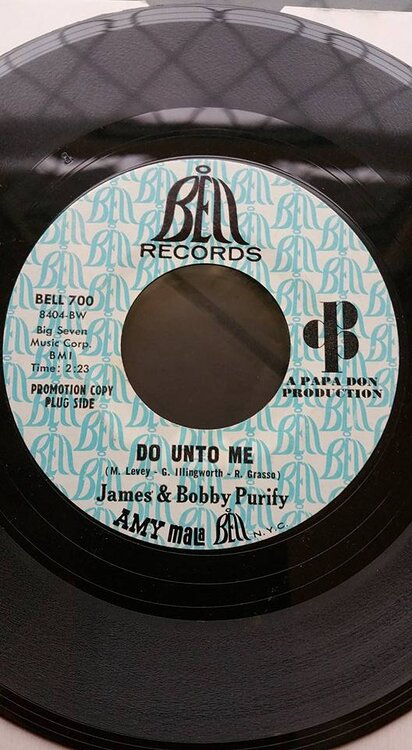 BELL
RECORDS
BELL 700
8404-BW
Big Seven
Music Corp.
BMI
Time: 2:23
PROMOTION COPY
PLUG SIDE
A PAPA DON
PRODUCTION
DO UNTO ME
(M. Levey - G. Illingworth - R. Grasso)
James & Bobby Purify
AMY mala BELL N.Y.C.